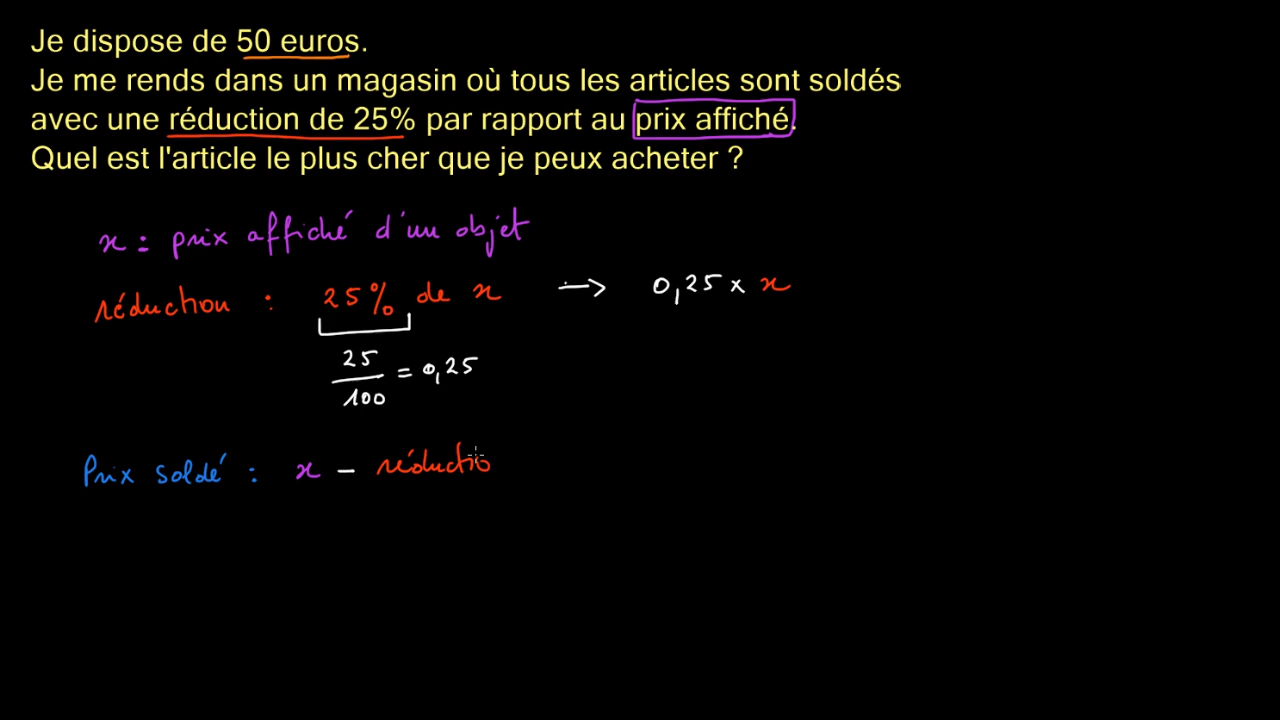 Je dispose de 50 euros.
Je me rends dans un magasin où tous les articles sont soldés
avec une réduction de 25% par rapport au prix affiché.
Quel est l'article le plus cher que je peux acheter ?
x = prix affiché d'un objet
réduction : 25% de x → 0,25 × x
25/100 = 0,25
Prix soldé : x - réductio